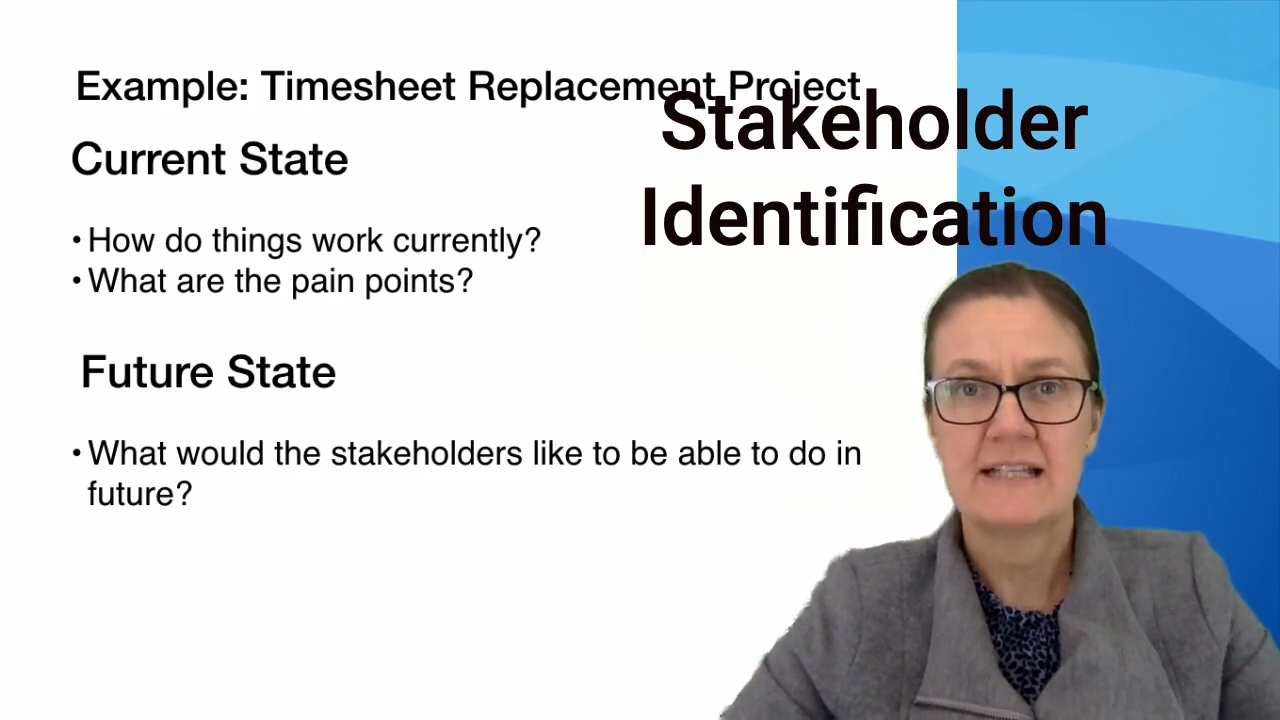 Example: Timesheet Replacement Project
Stakeholder
Identification
Current State
• How do things work currently?
• What are the pain points?
Future State
• What would the stakeholders like to be able to do in
future?